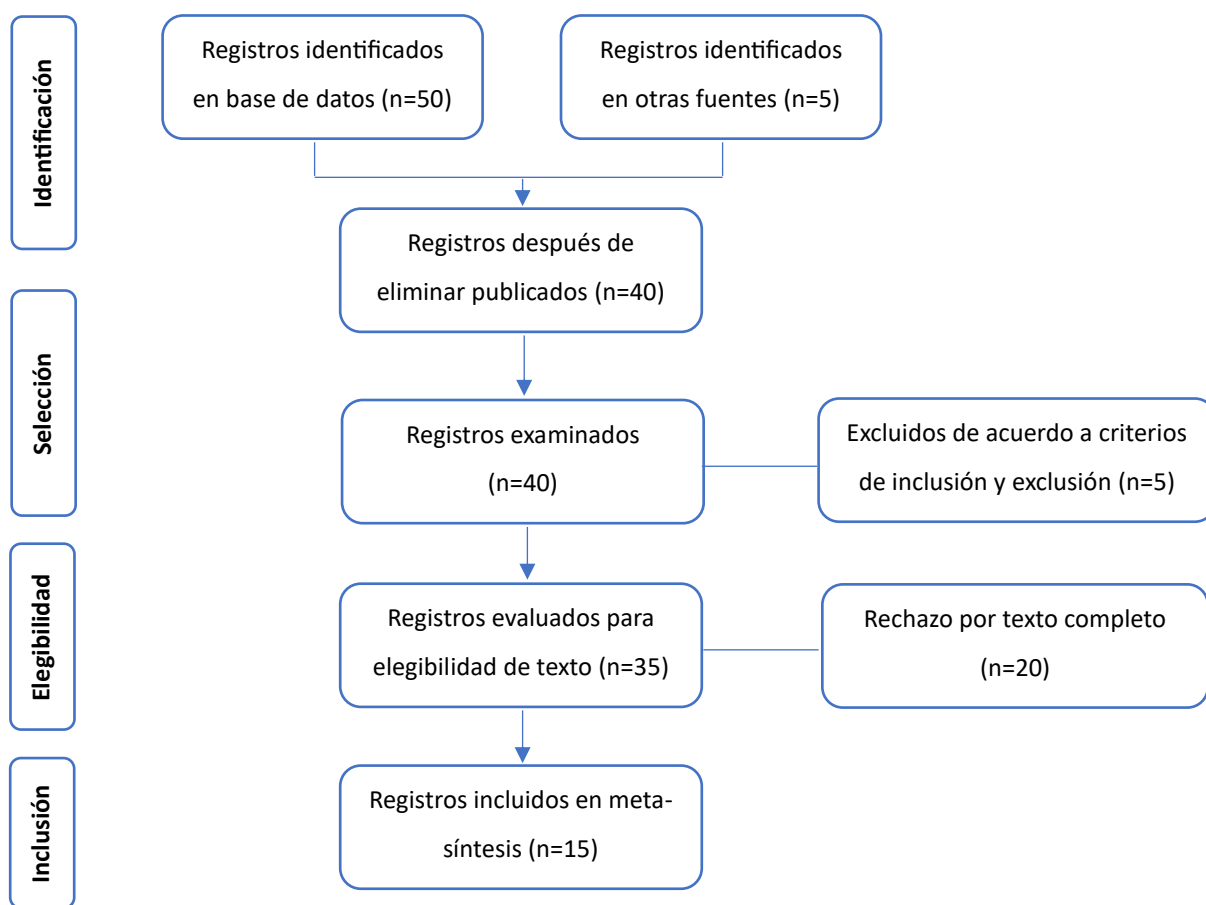 Identificación
Registros identificados
en base de datos (n=50)
Registros identificados
en otras fuentes (n=5)
Registros después de
eliminar publicados (n=40)
Selección
Registros examinados
(n=40)
Excluidos de acuerdo a criterios
de inclusión y exclusión (n=5)
Elegibilidad
Registros evaluados para
elegibilidad de texto (n=35)
Rechazo por texto completo
(n=20)
Inclusión
Registros incluidos en meta-
síntesis (n=15)